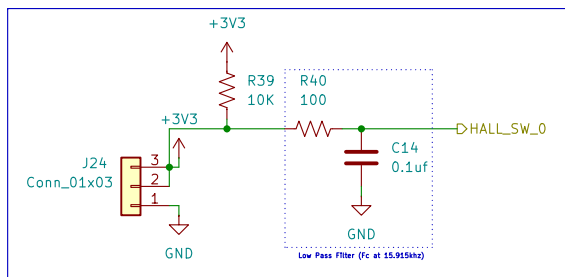 +3V3
R39
10K
R40
100
+3V3
HALL_SW_0
C14
0.1uf
J24
Conn_01x03
3
2
1
GND
GND
Low Pass Filter (Fc at 15.915khz)